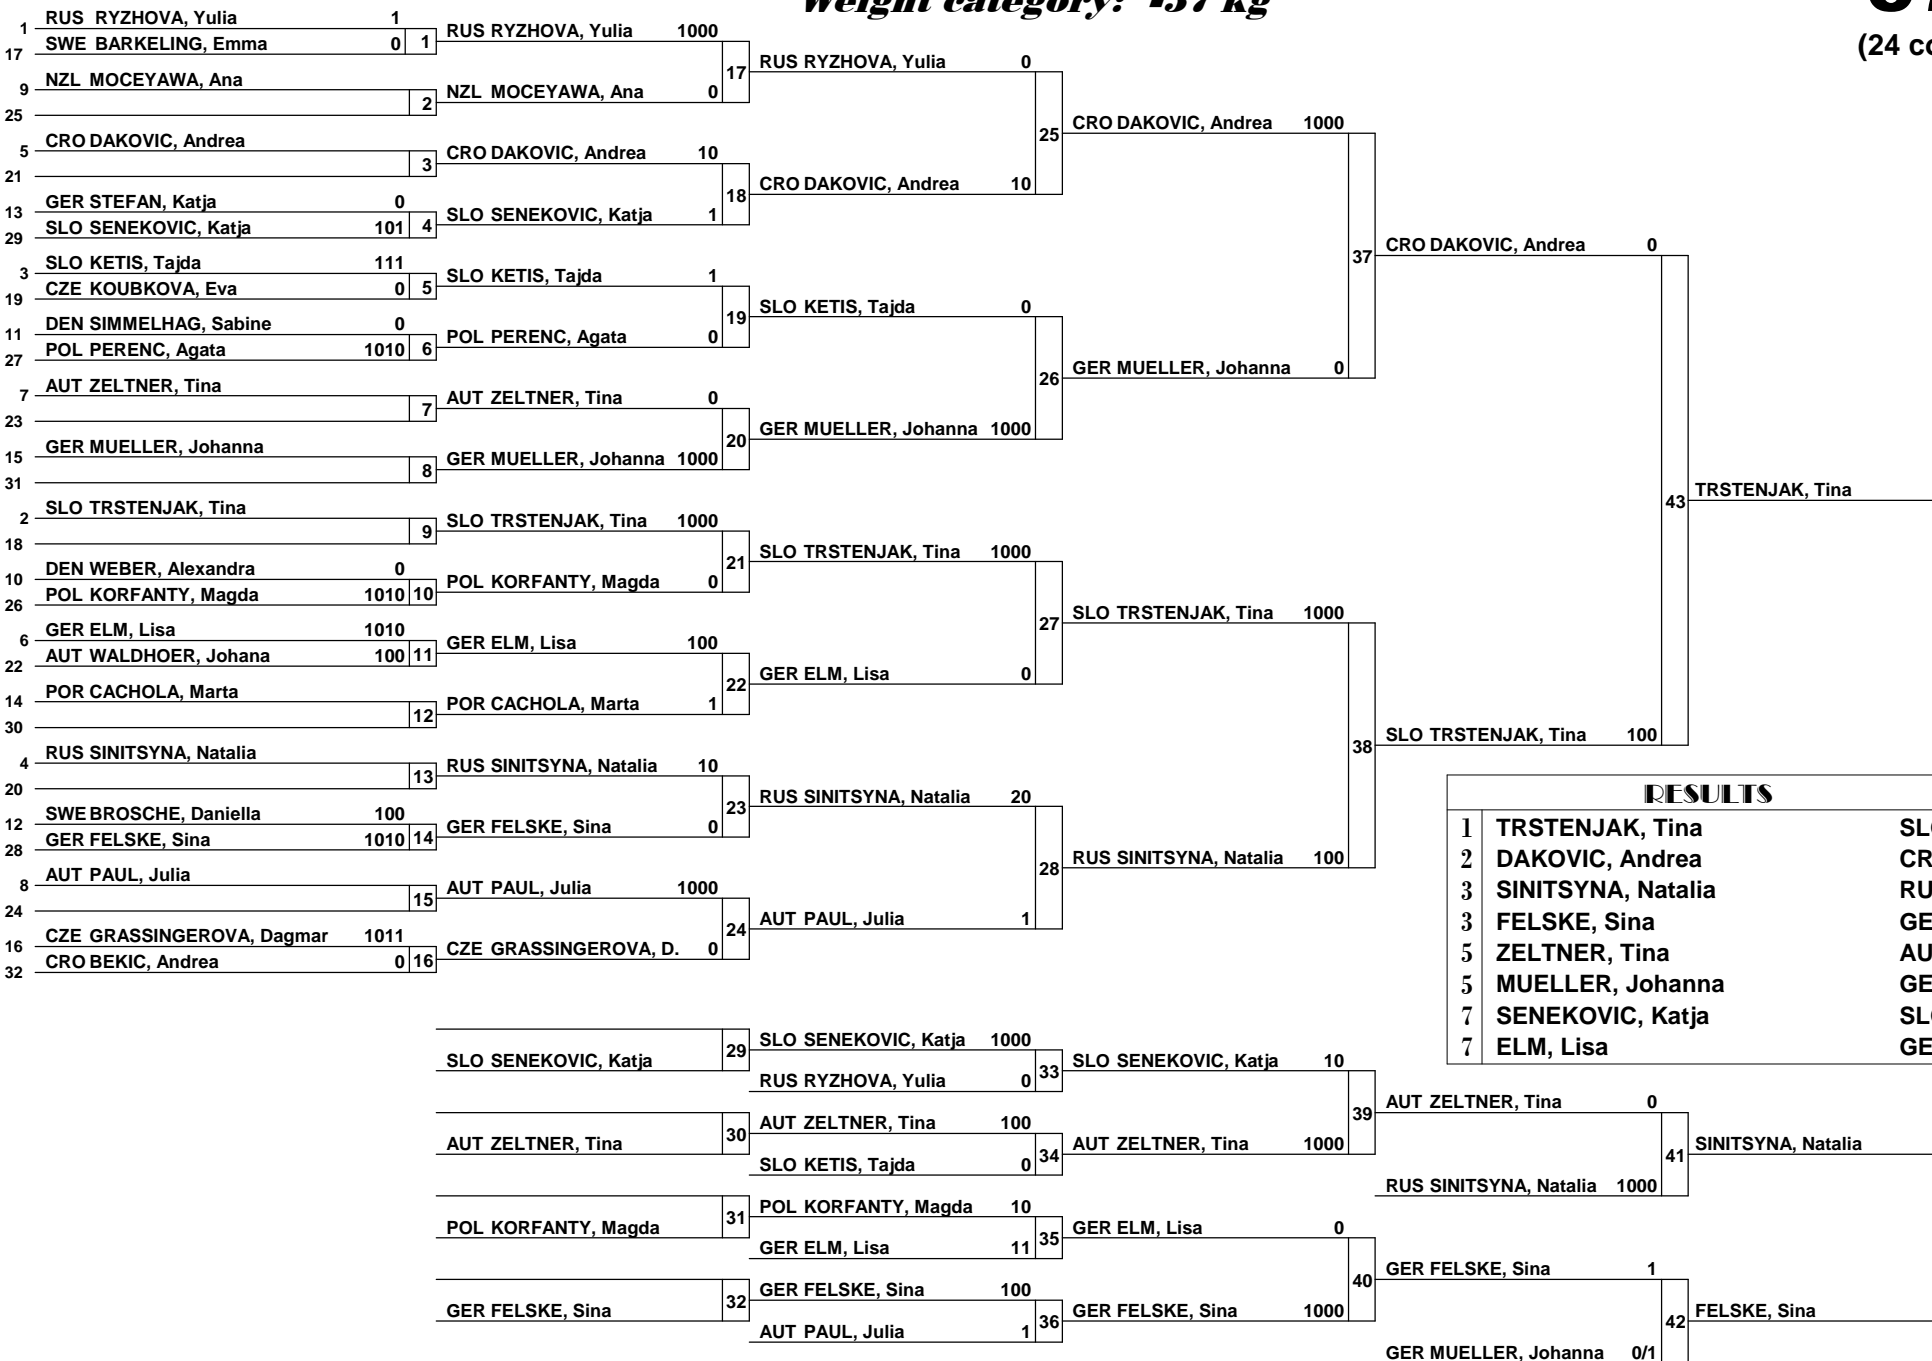 Weight category: -57 kg
(24 co
1 RUS RYZHOVA, Yulia 1
17 SWE BARKELING, Emma 0 1
9 NZL MOCEYAWA, Ana
25 2
5 CRO DAKOVIC, Andrea
21 3
13 GER STEFAN, Katja 0
29 SLO SENEKOVIC, Katja 101 4
3 SLO KETIS, Tajda 111
19 CZE KOUBKOVA, Eva 0 5
11 DEN SIMMELHAG, Sabine 0
27 POL PERENC, Agata 1010 6
7 AUT ZELTNER, Tina
23 7
15 GER MUELLER, Johanna
31 8
2 SLO TRSTENJAK, Tina
18 9
10 DEN WEBER, Alexandra 0
26 POL KORFANTY, Magda 1010 10
6 GER ELM, Lisa 1010
22 AUT WALDHOER, Johana 100 11
14 POR CACHOLA, Marta
30 12
4 RUS SINITSYNA, Natalia
20 13
12 SWE BROSCHE, Daniella 100
28 GER FELSKE, Sina 1010 14
8 AUT PAUL, Julia
24 15
16 CZE GRASSINGEROVA, Dagmar 1011
32 CRO BEKIC, Andrea 0 16
RUS RYZHOVA, Yulia 1000
17
NZL MOCEYAWA, Ana 0
CRO DAKOVIC, Andrea 10
18
SLO SENEKOVIC, Katja 1
SLO KETIS, Tajda 1
19
POL PERENC, Agata 0
AUT ZELTNER, Tina 0
20
GER MUELLER, Johanna 1000
SLO TRSTENJAK, Tina 1000
21
POL KORFANTY, Magda 0
GER ELM, Lisa 100
22
POR CACHOLA, Marta 1
RUS SINITSYNA, Natalia 10
23
GER FELSKE, Sina 0
AUT PAUL, Julia 1000
24
CZE GRASSINGEROVA, D. 0
RUS RYZHOVA, Yulia 0
25
CRO DAKOVIC, Andrea 10
SLO KETIS, Tajda 0
26
GER MUELLER, Johanna 1000
SLO TRSTENJAK, Tina 1000
27
GER ELM, Lisa 0
RUS SINITSYNA, Natalia 20
28
AUT PAUL, Julia 1
CRO DAKOVIC, Andrea 1000
37
GER MUELLER, Johanna 0
SLO TRSTENJAK, Tina 1000
38
RUS SINITSYNA, Natalia 100
CRO DAKOVIC, Andrea 0
43
SLO TRSTENJAK, Tina 100
TRSTENJAK, Tina
RESULTS
1 TRSTENJAK, Tina SL
2 DAKOVIC, Andrea CR
3 SINITSYNA, Natalia RU
3 FELSKE, Sina GE
5 ZELTNER, Tina AU
5 MUELLER, Johanna GE
7 SENEKOVIC, Katja SL
7 ELM, Lisa GE
SLO SENEKOVIC, Katja 29
AUT ZELTNER, Tina 30
POL KORFANTY, Magda 31
GER FELSKE, Sina 32
SLO SENEKOVIC, Katja 1000
RUS RYZHOVA, Yulia 0 33
AUT ZELTNER, Tina 100
SLO KETIS, Tajda 0 34
POL KORFANTY, Magda 10
GER ELM, Lisa 11 35
GER FELSKE, Sina 100
AUT PAUL, Julia 1 36
SLO SENEKOVIC, Katja 10
39
AUT ZELTNER, Tina 1000
GER ELM, Lisa 0
40
GER FELSKE, Sina 1000
AUT ZELTNER, Tina 0
41
RUS SINITSYNA, Natalia 1000
GER FELSKE, Sina 1
42
GER MUELLER, Johanna 0/1
SINITSYNA, Natalia
FELSKE, Sina